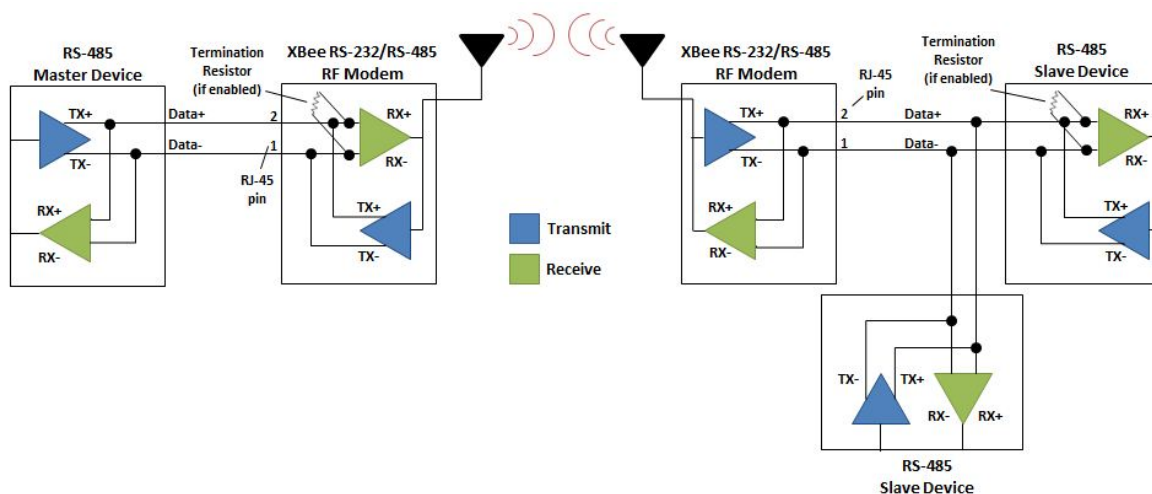 RS-485
Master Device
TX+
TX-
RX+
RX-
Data+
Data-
2
1
RJ-45
pin
Termination
Resistor
(if enabled)
XBee RS-232/RS-485
RF Modem
RX+
RX-
TX+
TX-
Transmit
Receive
XBee RS-232/RS-485
RF Modem
TX+
TX-
RX+
RX-
RJ-45
pin
2
1
Data+
Data-
Termination
Resistor
(if enabled)
RS-485
Slave Device
RX+
RX-
TX+
TX-
TX-
TX+
RX-
RX+
RS-485
Slave Device